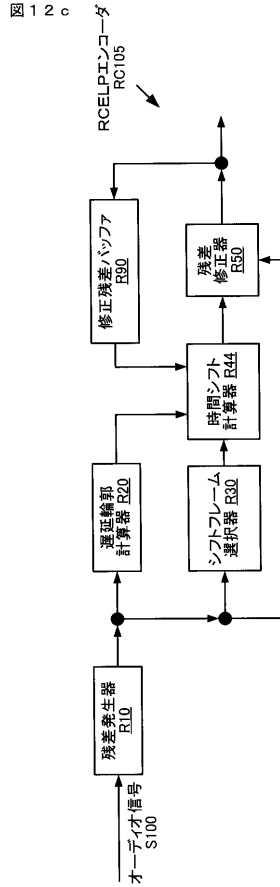 図12c
RCELPエンコーダ
RC105
オーディオ信号
S100
残差発生器
R10
遅延輪郭
計算器 R20
シフトフレーム
選択器 R30
修正残差バッファ
R90
時間シフト
計算器 R44
残差
修正器
R50